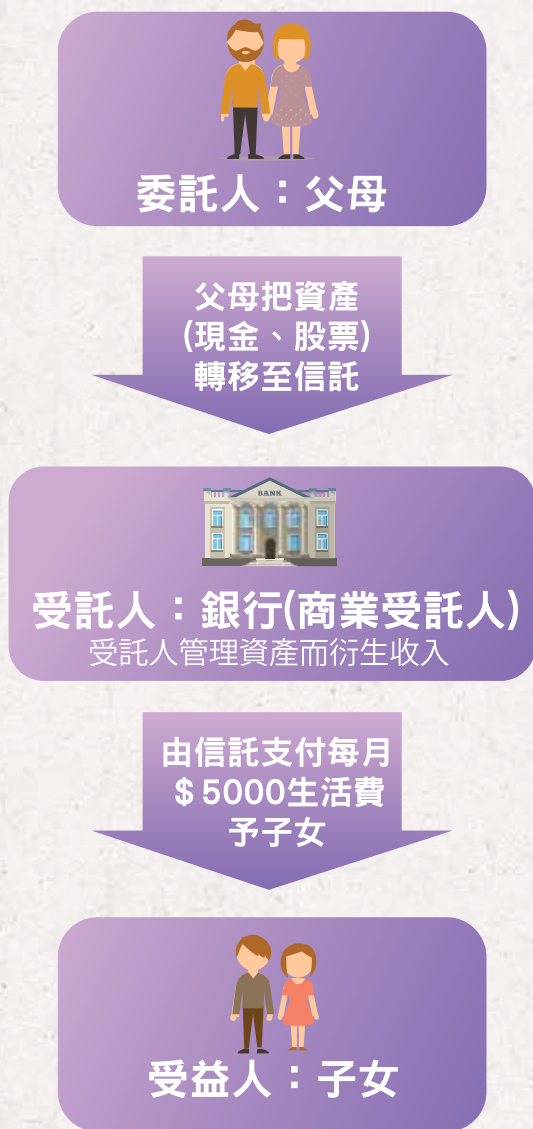 委託人：父母
父母把資產
(現金、股票)
轉移至信託
BANK
受託人：銀行(商業受託人)
受託人管理資產而衍生收入
由信託支付每月
$5000生活費
予子女
受益人：子女